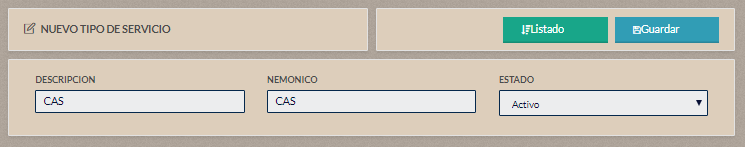 NUEVO TIPO DE SERVICIO
Listado
Guardar
DESCRIPCION
NEMONICO
ESTADO
CAS
CAS
Activo